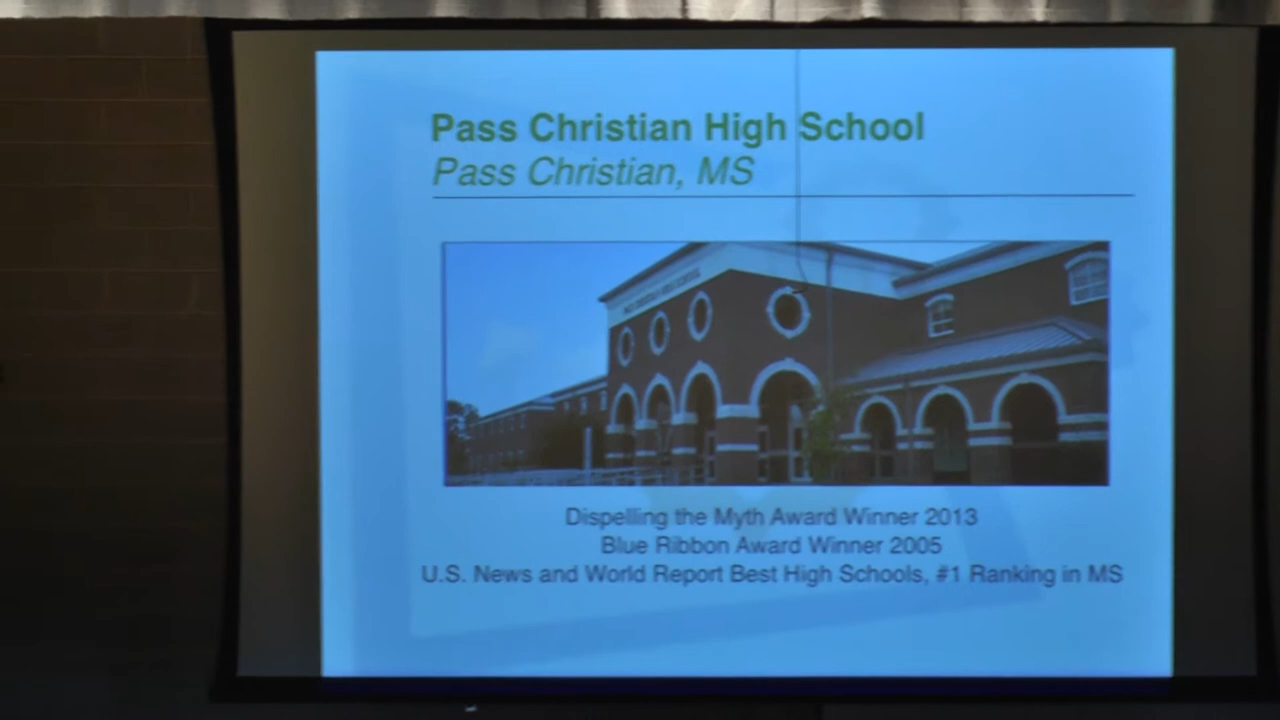 Pass Christian High School
Pass Christian, MS
Dispelling the Myth Award Winner 2013
Blue Ribbon Award Winner 2005
U.S. News and World Report Best High Schools, #1 Ranking in MS